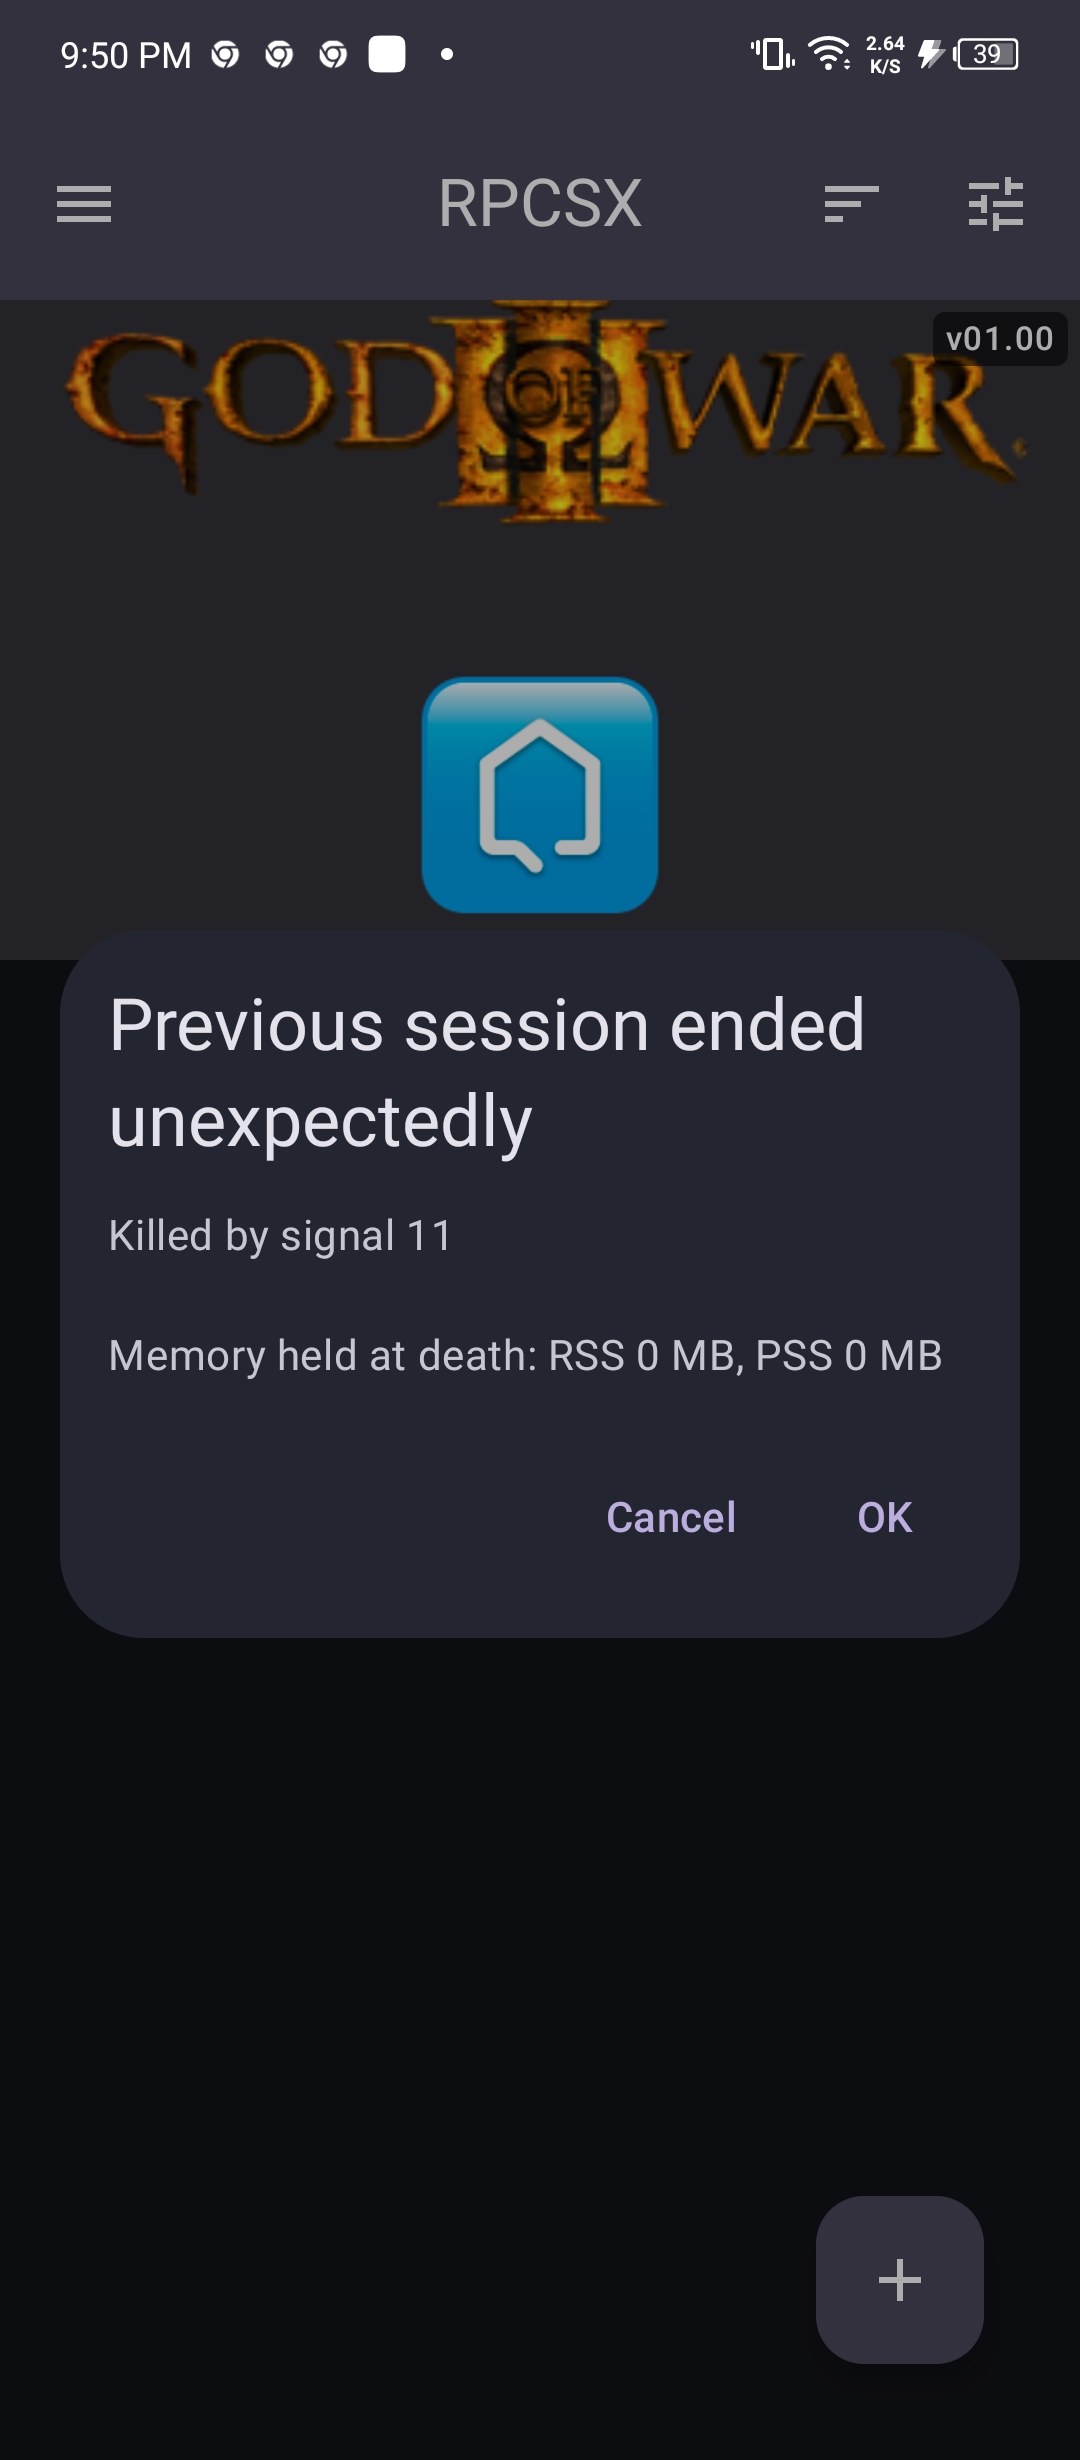 9:50 PM
2.64
K/S
39
RPCSX
v01.00
GOD OF WAR
II
Previous session ended
unexpectedly
Killed by signal 11
Memory held at death: RSS 0 MB, PSS 0 MB
Cancel
OK